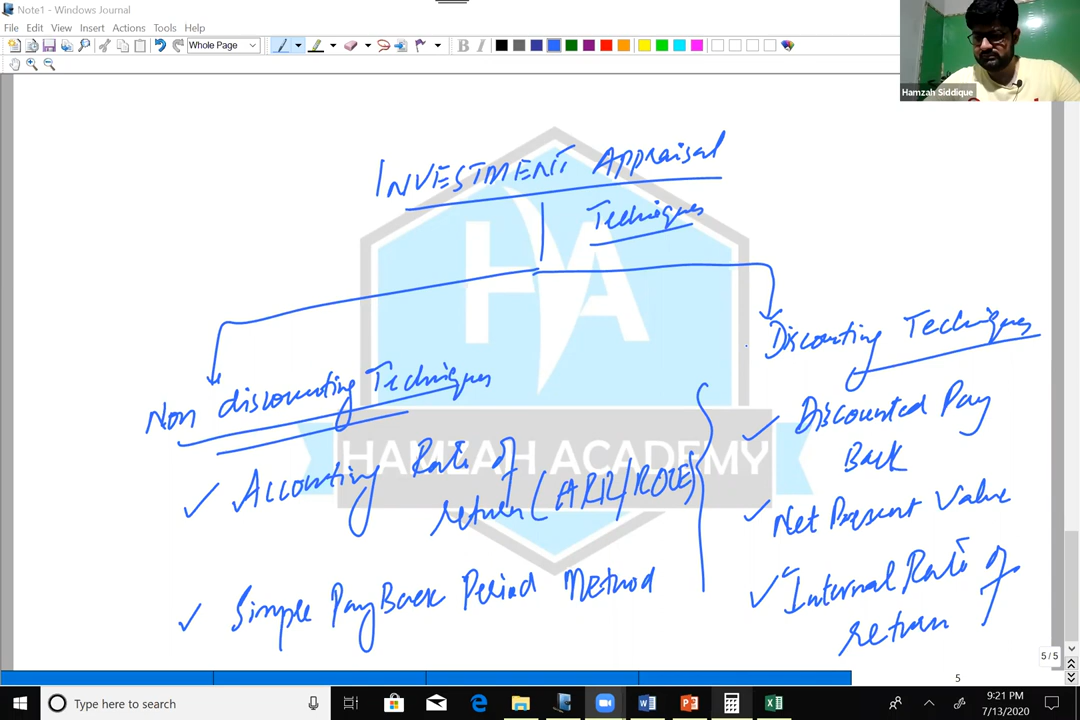 Note1 - Windows Journal
File Edit View Insert Actions Tools Help
Whole Page
B I
Hamzah Siddique
INVESTMENT Appraisal
Techniques
HA
Discounting Techniques
Non discounting Techniques
HAMZAH ACADEMY
✓ Accounting Rate of
return (ARR/ROCE)
✓ Simple PayBack Period Method
✓ Discounted Pay
Back
✓ Net Present Value
✓ Internal Rate of
return
5/5
5
Type here to search
9:21 PM
7/13/2020